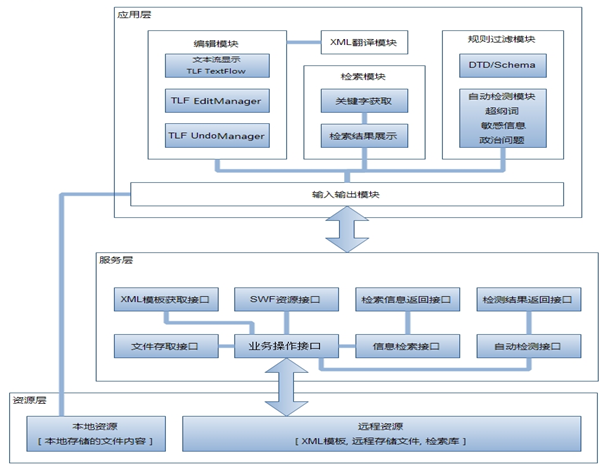 应用层
编辑模块
文本流显示
TLF TextFlow
TLF EditManager
TLF UndoManager
XML翻译模块
检索模块
关键字获取
检索结果展示
规则过滤模块
DTD/Schema
自动检测模块
超纲词
敏感信息
政治问题
输入输出模块
服务层
XML模板获取接口
SWF资源接口
检索信息返回接口
检测结果返回接口
文件存取接口
业务操作接口
信息检索接口
自动检测接口
资源层
本地资源
[ 本地存储的文件内容 ]
远程资源
[ XML模板, 远程存储文件, 检索库 ]